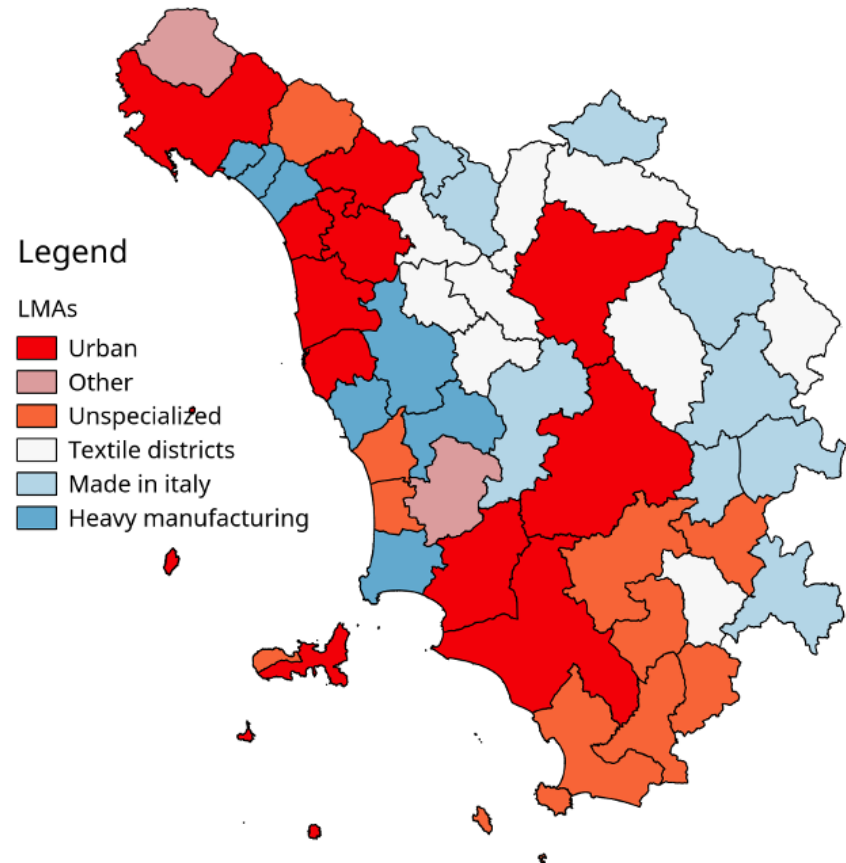 Legend
LMAs
Urban
Other
Unspecialized
Textile districts
Made in italy
Heavy manufacturing